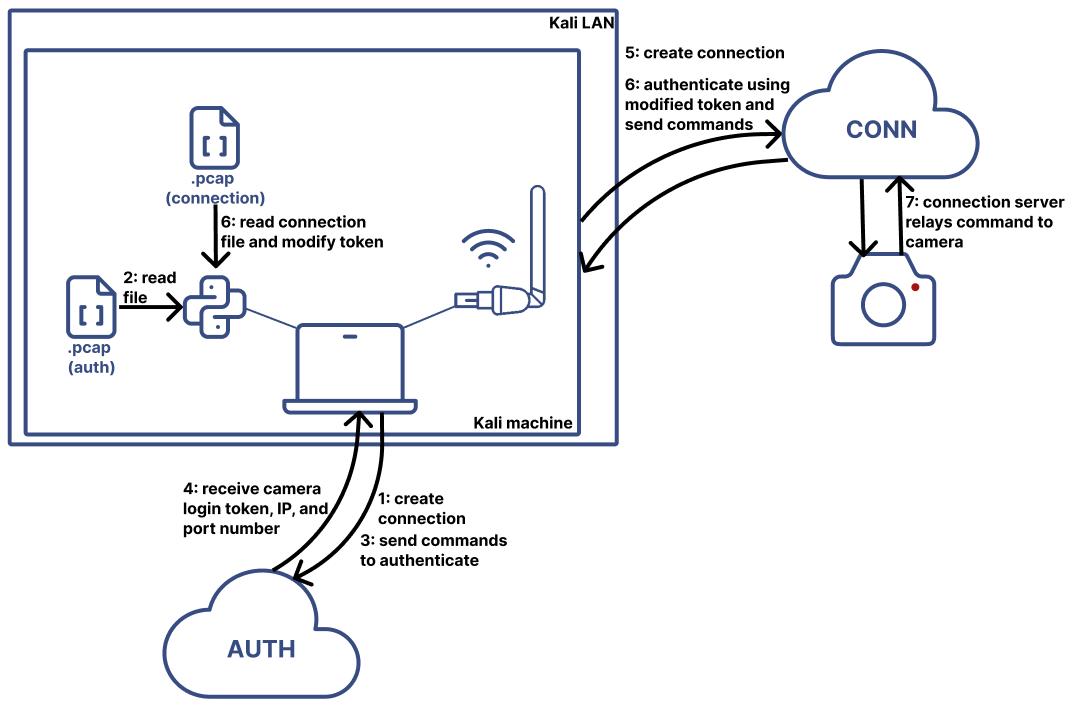 Kali LAN
5: create connection
6: authenticate using
modified token and
send commands
CONN
[ ]
.pcap
(connection)
6: read connection
file and modify token
7: connection server
relays command to
camera
2: read
file
[ ]
.pcap
(auth)
Kali machine
4: receive camera
login token, IP, and
port number
1: create
connection
3: send commands
to authenticate
AUTH